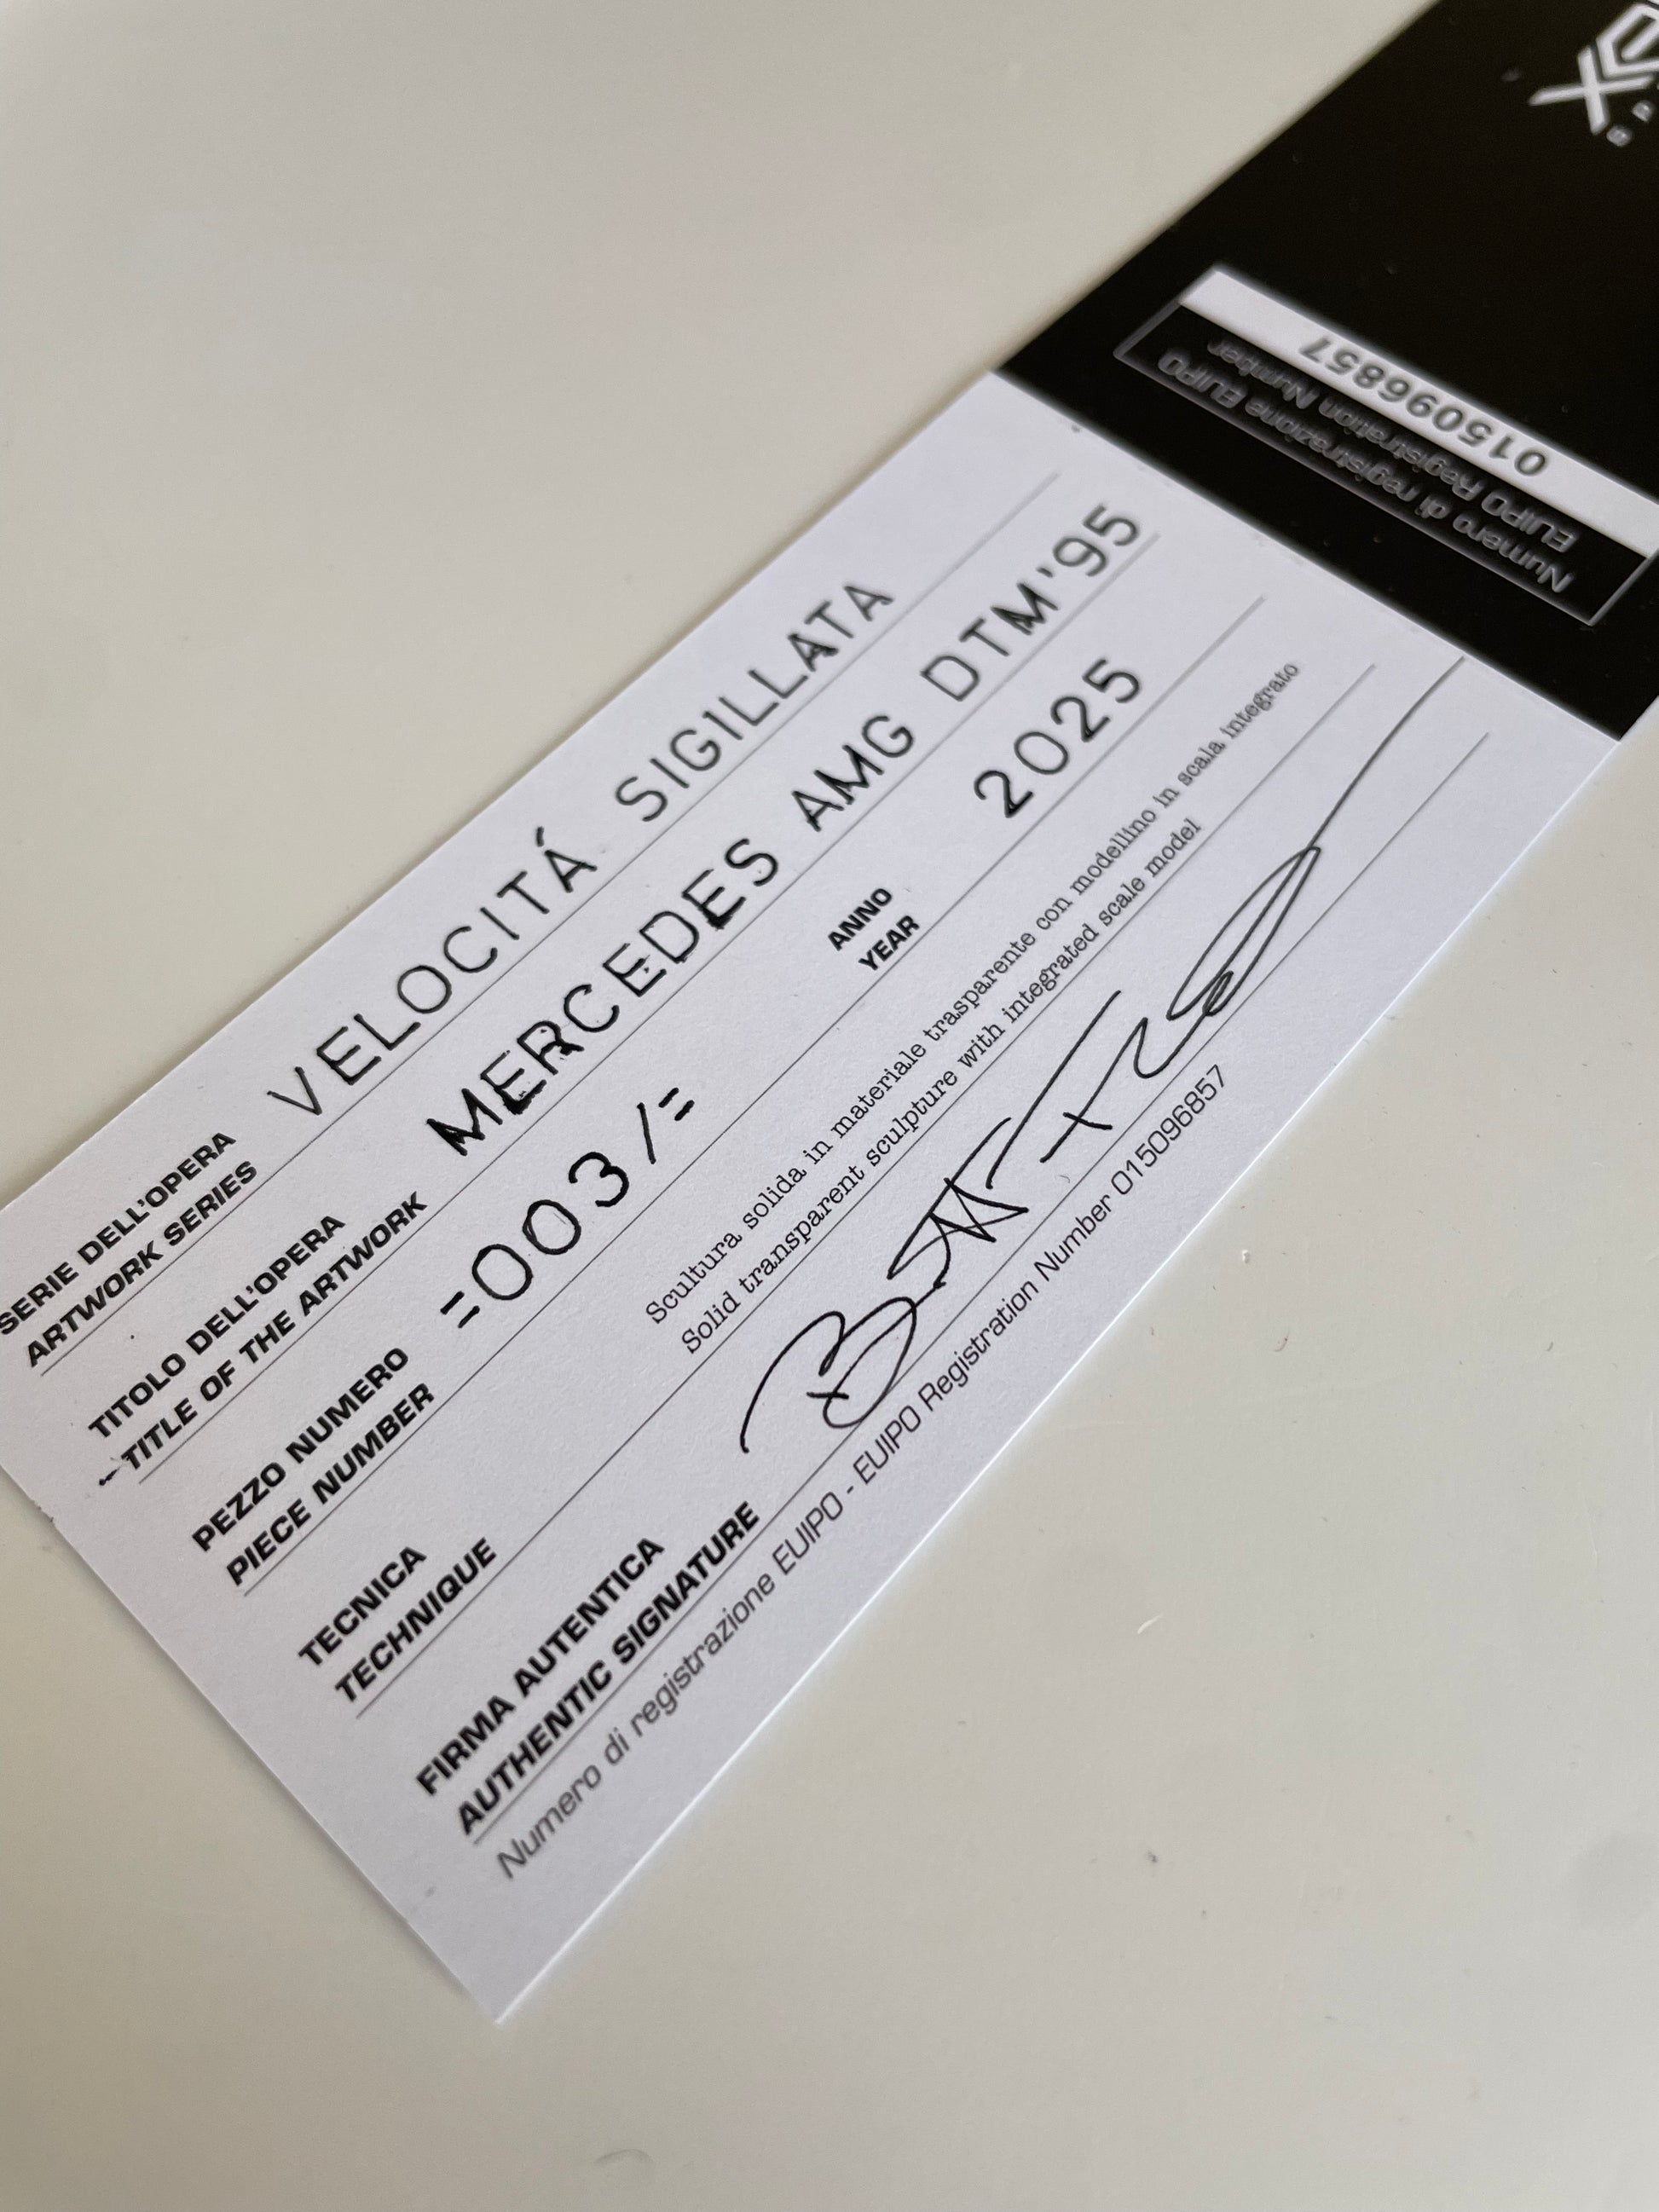 SERIE DELL'OPERA
ARTWORK SERIES
VELOCITÁ SIGILLATA
TITOLO DELL'OPERA
TITLE OF THE ARTWORK
MERCEDES AMG DTM'95
PEZZO NUMERO
PIECE NUMBER
=003/=
ANNO
YEAR
2025
TECNICA
TECHNIQUE
Scultura solida in materiale trasparente con modellino in scala integrato
Solid transparent sculpture with integrated scale model
FIRMA AUTENTICA
AUTHENTIC SIGNATURE
Numero di registrazione EUIPO - EUIPO Registration Number 015096857
Numero di registrazione EUIPO
EUIPO Registration Number
015096857